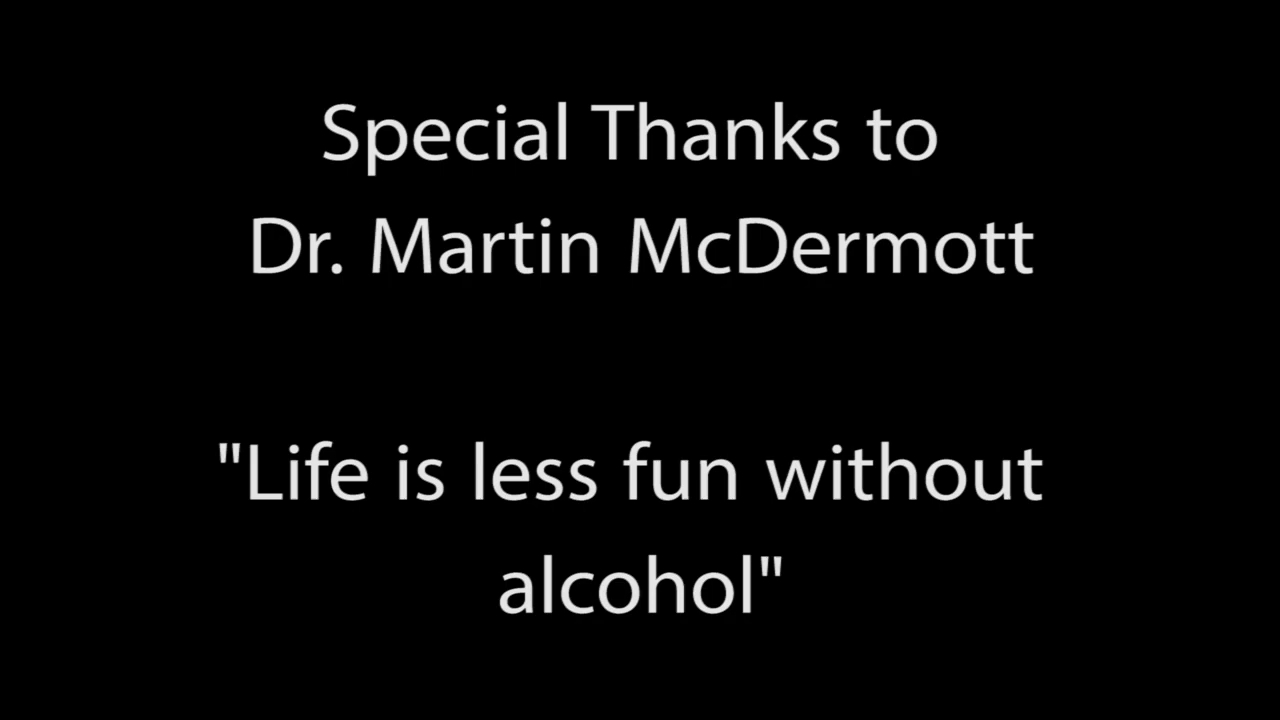 Special Thanks to
Dr. Martin McDermott
"Life is less fun without
alcohol"